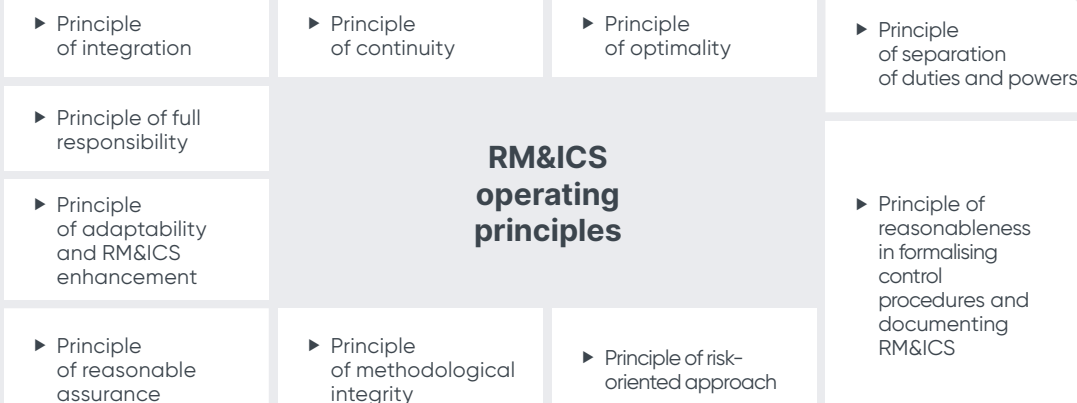 Principle
of integration
Principle
of continuity
Principle
of optimality
Principle
of separation
of duties and powers
Principle of full
responsibility
RM&ICS
operating
principles
Principle
of adaptability
and RM&ICS
enhancement
Principle of
reasonableness
in formalising
control
procedures and
documenting
RM&ICS
Principle
of reasonable
assurance
Principle
of methodological
integrity
Principle of risk-
oriented approach